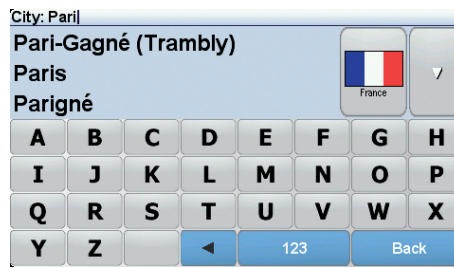 City: Pari
Pari-Gagné (Trambly)
Paris
Parigné
France
A B C D E F G H
I J K L M N O P
Q R S T U V W X
Y Z 123 Back